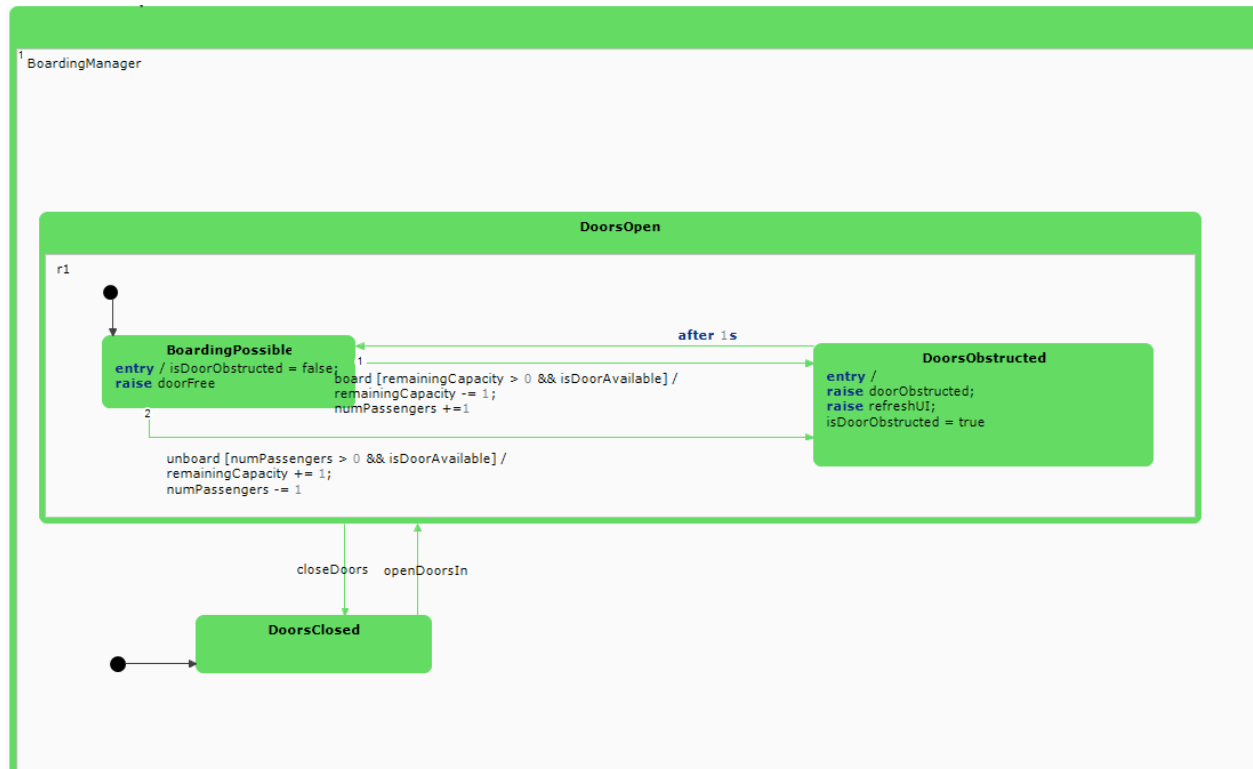 1
BoardingManager
DoorsOpen
r1
after 1s
BoardingPossible
entry / isDoorObstructed = false;
raise doorFree
1
board [remainingCapacity > 0 && isDoorAvailable] /
remainingCapacity -= 1;
numPassengers +=1
DoorsObstructed
entry /
raise doorObstructed;
raise refreshUI;
isDoorObstructed = true
2
unboard [numPassengers > 0 && isDoorAvailable] /
remainingCapacity += 1;
numPassengers -= 1
closeDoors
openDoorsIn
DoorsClosed